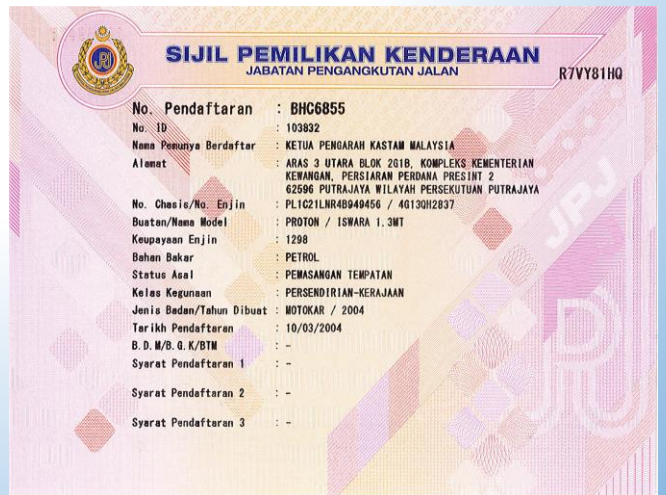 SIJIL PEMILIKAN KENDERAAN
JABATAN PENGANGKUTAN JALAN
R7VY81HQ
No. Pendaftaran : BHC6855
No. ID : 103832
Nama Pemunya Berdaftar : KETUA PENGARAH KASTAM MALAYSIA
Alamat : ARAS 3 UTARA BLOK 2G1B, KOMPLEKS KEMENTERIAN
KEWANGAN, PERSIARAN PERDANA PRESINT 2
62596 PUTRAJAYA WILAYAH PERSEKUTUAN PUTRAJAYA
No. Chasis/No. Enjin : PL1C21LNR4B949456 / 4G13QH2837
Buatan/Nama Model : PROTON / ISWARA 1.3MT
Keupayaan Enjin : 1298
Bahan Bakar : PETROL
Status Asal : PEMASANGAN TEMPATAN
Kelas Kegunaan : PERSENDIRIAN-KERAJAAN
Jenis Badan/Tahun Dibuat : MOTOKAR / 2004
Tarikh Pendaftaran : 10/03/2004
B.D.M/B.G.K/BTM : -
Syarat Pendaftaran 1 : -
Syarat Pendaftaran 2 : -
Syarat Pendaftaran 3 : -
JPJ